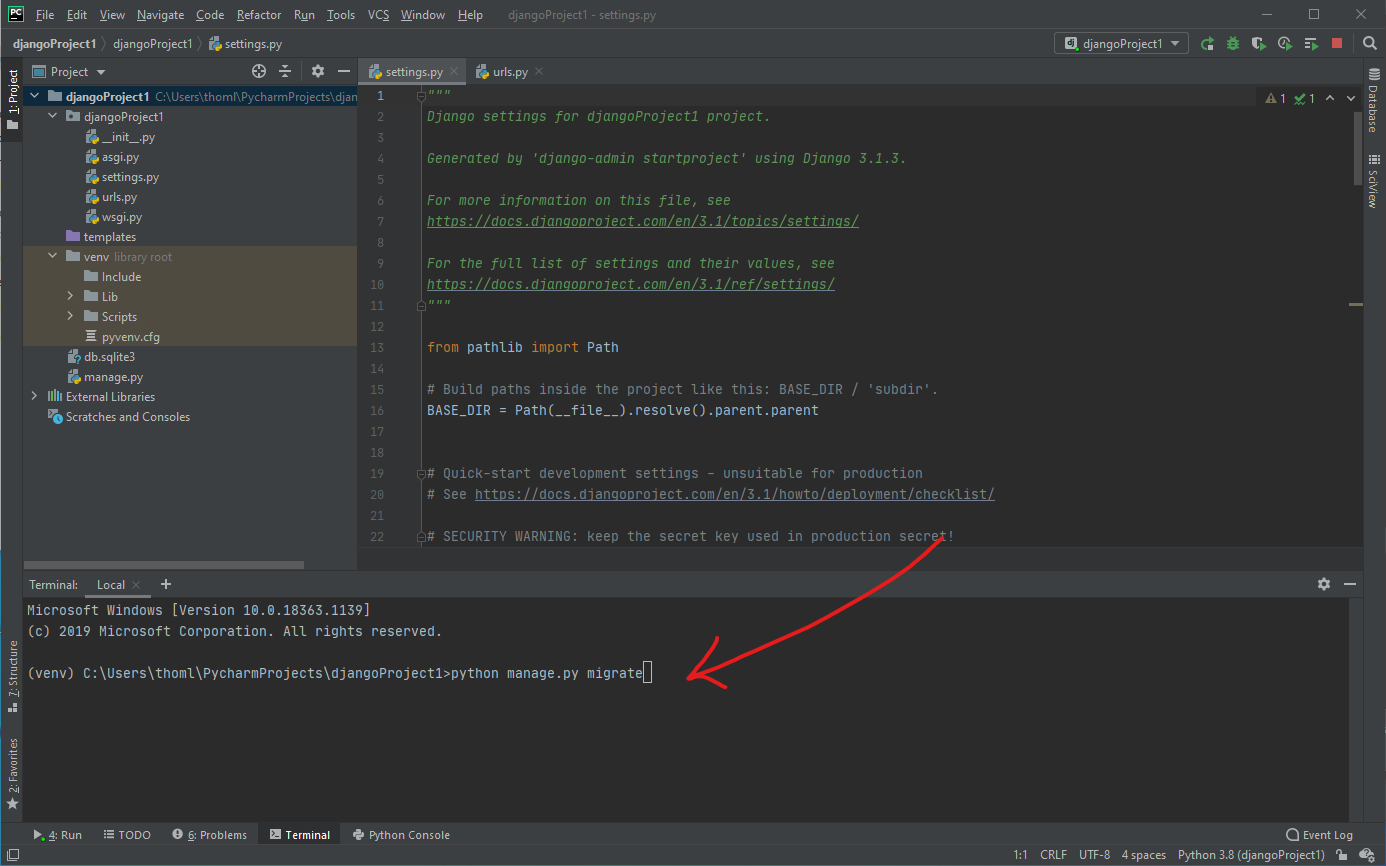 PC File Edit View Navigate Code Refactor Run Tools VCS Window Help djangoProject1 - settings.py
djangoProject1 djangoProject1 settings.py
dj djangoProject1
1: Project
Project
settings.py urls.py
djangoProject1 C:\Users\thoml\PycharmProjects\djan
djangoProject1
__init__.py
asgi.py
settings.py
urls.py
wsgi.py
templates
venv library root
Include
Lib
Scripts
pyvenv.cfg
db.sqlite3
manage.py
External Libraries
Scratches and Consoles
1 """
2 Django settings for djangoProject1 project.
3
4 Generated by 'django-admin startproject' using Django 3.1.3.
5
6 For more information on this file, see
7 https://docs.djangoproject.com/en/3.1/topics/settings/
8
9 For the full list of settings and their values, see
10 https://docs.djangoproject.com/en/3.1/ref/settings/
11 """
12
13 from pathlib import Path
14
15 # Build paths inside the project like this: BASE_DIR / 'subdir'.
16 BASE_DIR = Path(__file__).resolve().parent.parent
17
18
19 # Quick-start development settings - unsuitable for production
20 # See https://docs.djangoproject.com/en/3.1/howto/deployment/checklist/
21
22 # SECURITY WARNING: keep the secret key used in production secret!
1 1
Database
SciView
Terminal: Local
Microsoft Windows [Version 10.0.18363.1139]
(c) 2019 Microsoft Corporation. All rights reserved.
(venv) C:\Users\thoml\PycharmProjects\djangoProject1>python manage.py migrate
7: Structure
2: Favorites
4: Run TODO 6: Problems Terminal Python Console Event Log
1:1 CRLF UTF-8 4 spaces Python 3.8 (djangoProject1)